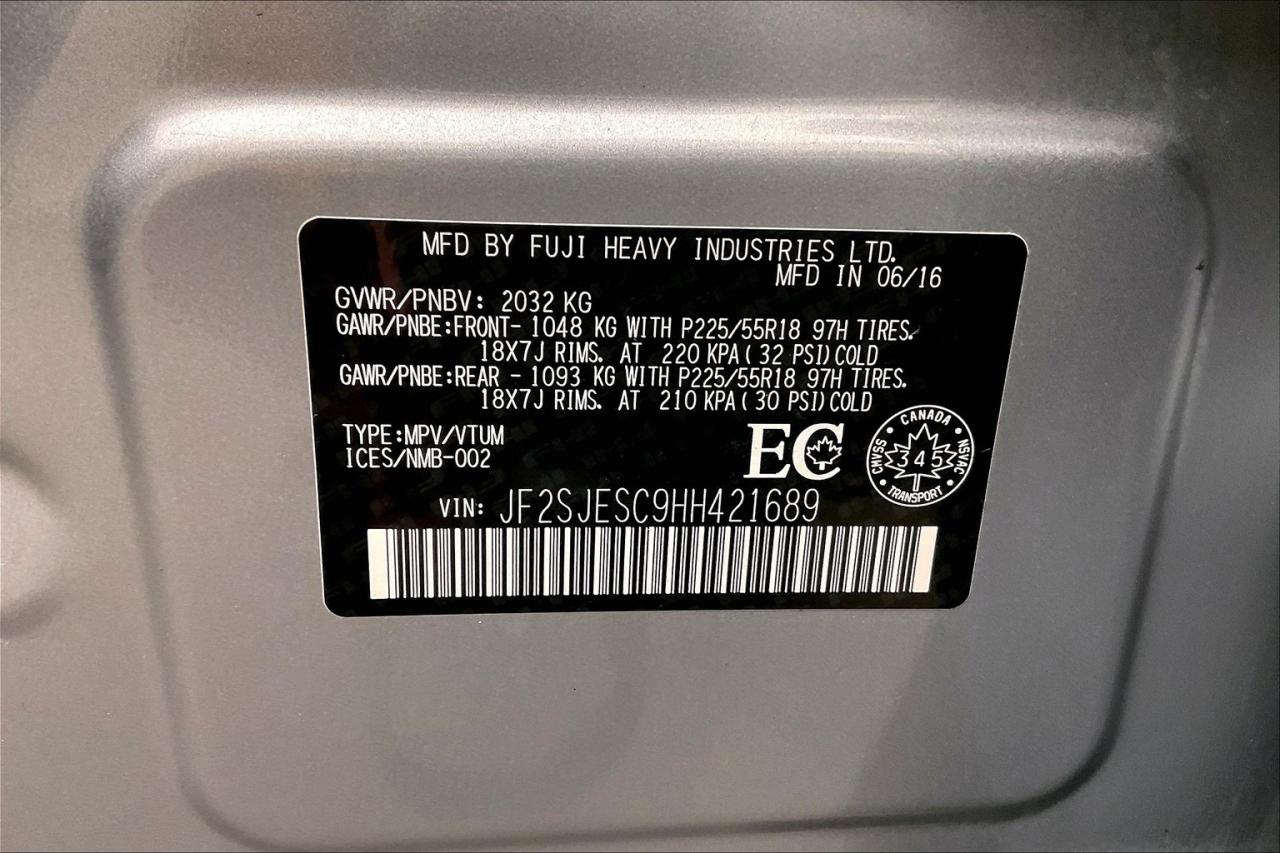 MFD BY FUJI HEAVY INDUSTRIES LTD.
MFD IN 06/16
GVWR/PNBV: 2032 KG
GAWR/PNBE:FRONT- 1048 KG WITH P225/55R18 97H TIRES.
18X7J RIMS. AT 220 KPA( 32 PSI)COLD
GAWR/PNBE:REAR - 1093 KG WITH P225/55R18 97H TIRES.
18X7J RIMS. AT 210 KPA( 30 PSI)COLD
TYPE:MPV/VTUM
ICES/NMB-002
EC
CANADA
CMVSS 345 NSVAC
TRANSPORT
VIN: JF2SJESC9HH421689